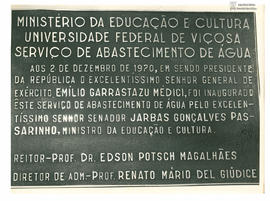 MINISTÉRIO DA EDUCAÇÃO E CULTURA
UNIVERSIDADE FEDERAL DE VIÇOSA
SERVIÇO DE ABASTECIMENTO DE ÁGUA
AOS 2 DE DEZEMBRO DE 1970, EM SENDO PRESIDENTE
DA REPÚBLICA O EXCELENTÍSSIMO SENHOR GENERAL DE
EXÉRCITO, EMÍLIO GARRASTAZU MÉDICI, FOI INAUGURADO
ÊSTE SERVIÇO DE ABASTECIMENTO DE ÁGUA PELO EXCELEN-
TÍSSIMO SENHOR SENADOR JARBAS GONÇALVES PAS-
SARINHO, MINISTRO DA EDUCAÇÃO E CULTURA.
REITOR-PROF. DR. EDSON POTSCH MAGALHÃES
DIRETOR DE ADM-PROF. RENATO MÁRIO DEL GIÚDICE